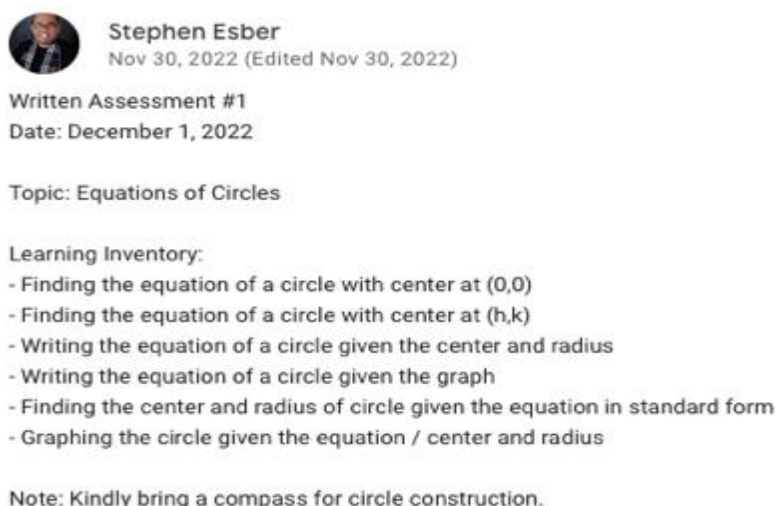 Stephen Esber
Nov 30, 2022 (Edited Nov 30, 2022)
Written Assessment #1
Date: December 1, 2022
Topic: Equations of Circles
Learning Inventory:
- Finding the equation of a circle with center at (0,0)
- Finding the equation of a circle with center at (h,k)
- Writing the equation of a circle given the center and radius
- Writing the equation of a circle given the graph
- Finding the center and radius of circle given the equation in standard form
- Graphing the circle given the equation / center and radius
Note: Kindly bring a compass for circle construction.